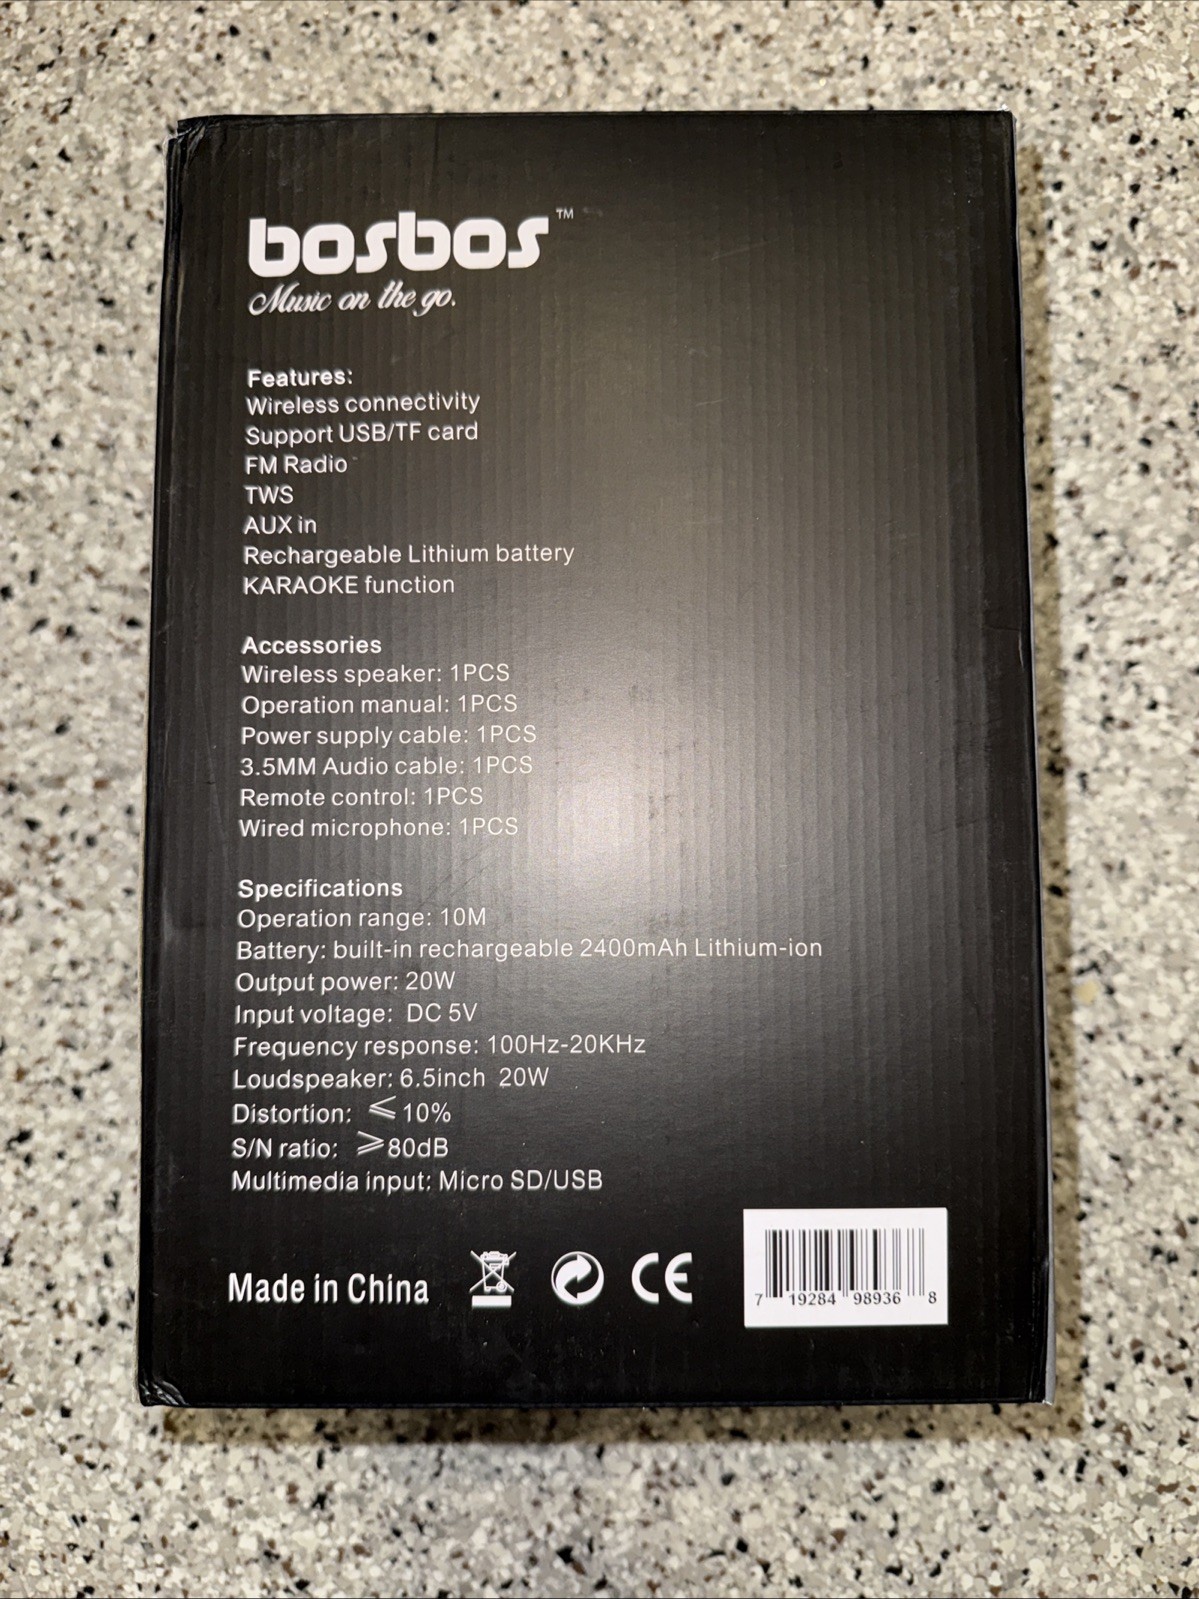 bosbos™
Music on the go.
Features:
Wireless connectivity
Support USB/TF card
FM Radio
TWS
AUX in
Rechargeable Lithium battery
KARAOKE function
Accessories
Wireless speaker: 1PCS
Operation manual: 1PCS
Power supply cable: 1PCS
3.5MM Audio cable: 1PCS
Remote control: 1PCS
Wired microphone: 1PCS
Specifications
Operation range: 10M
Battery: built-in rechargeable 2400mAh Lithium-ion
Output power: 20W
Input voltage: DC 5V
Frequency response: 100Hz-20KHz
Loudspeaker: 6.5inch 20W
Distortion: ⩽10%
S/N ratio: ⩾80dB
Multimedia input: Micro SD/USB
Made in China CE
7 19284 98936 8